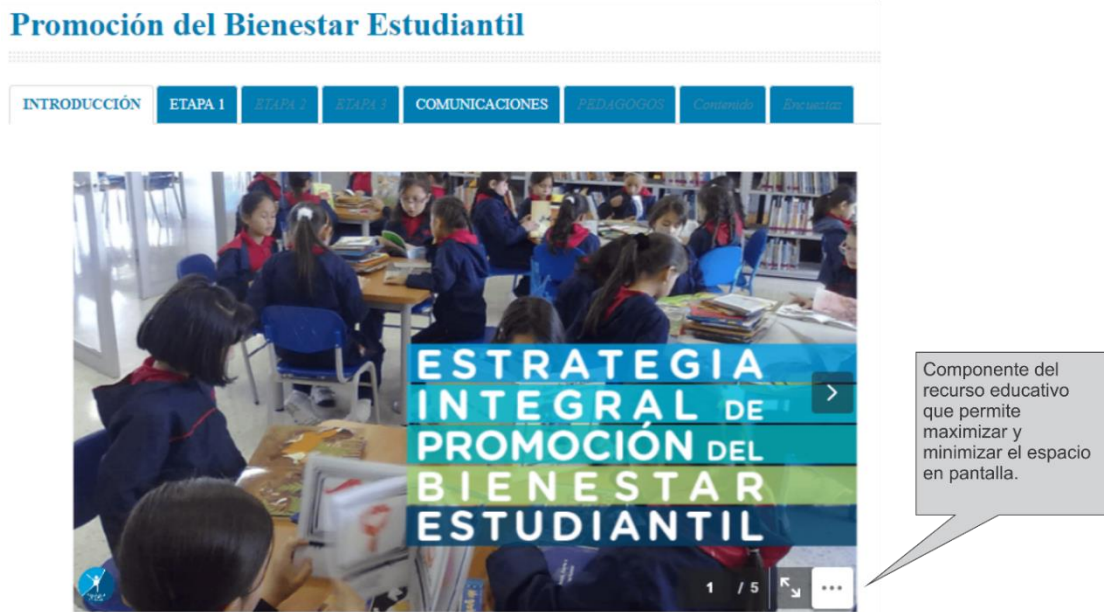 Promoción del Bienestar Estudiantil
INTRODUCCIÓN ETAPA 1 ETAPA 2 ETAPA 3 COMUNICACIONES PEDAGOGOS Contenido Encuestas
ESTRATEGIA
INTEGRAL DE
PROMOCIÓN DEL
BIENESTAR
ESTUDIANTIL
1 / 5
Componente del
recurso educativo
que permite
maximizar y
minimizar el espacio
en pantalla.